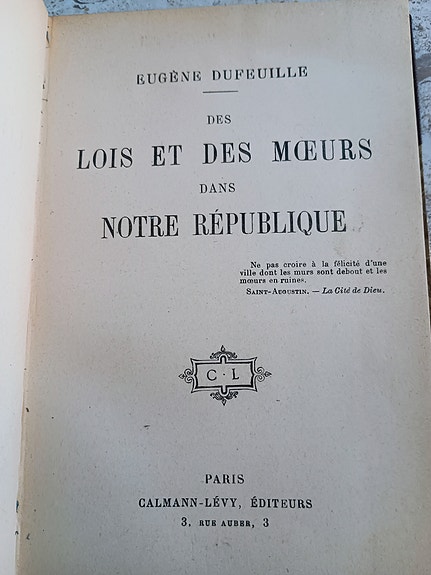 EUGÈNE DUFEUILLE
DES
LOIS ET DES MŒURS
DANS
NOTRE RÉPUBLIQUE
Ne pas croire à la félicité d'une
ville dont les murs sont debout et les
mœurs en ruines.
SAINT-AUGUSTIN. — La Cité de Dieu.
C · L
PARIS
CALMANN-LÉVY, ÉDITEURS
3, RUE AUBER, 3